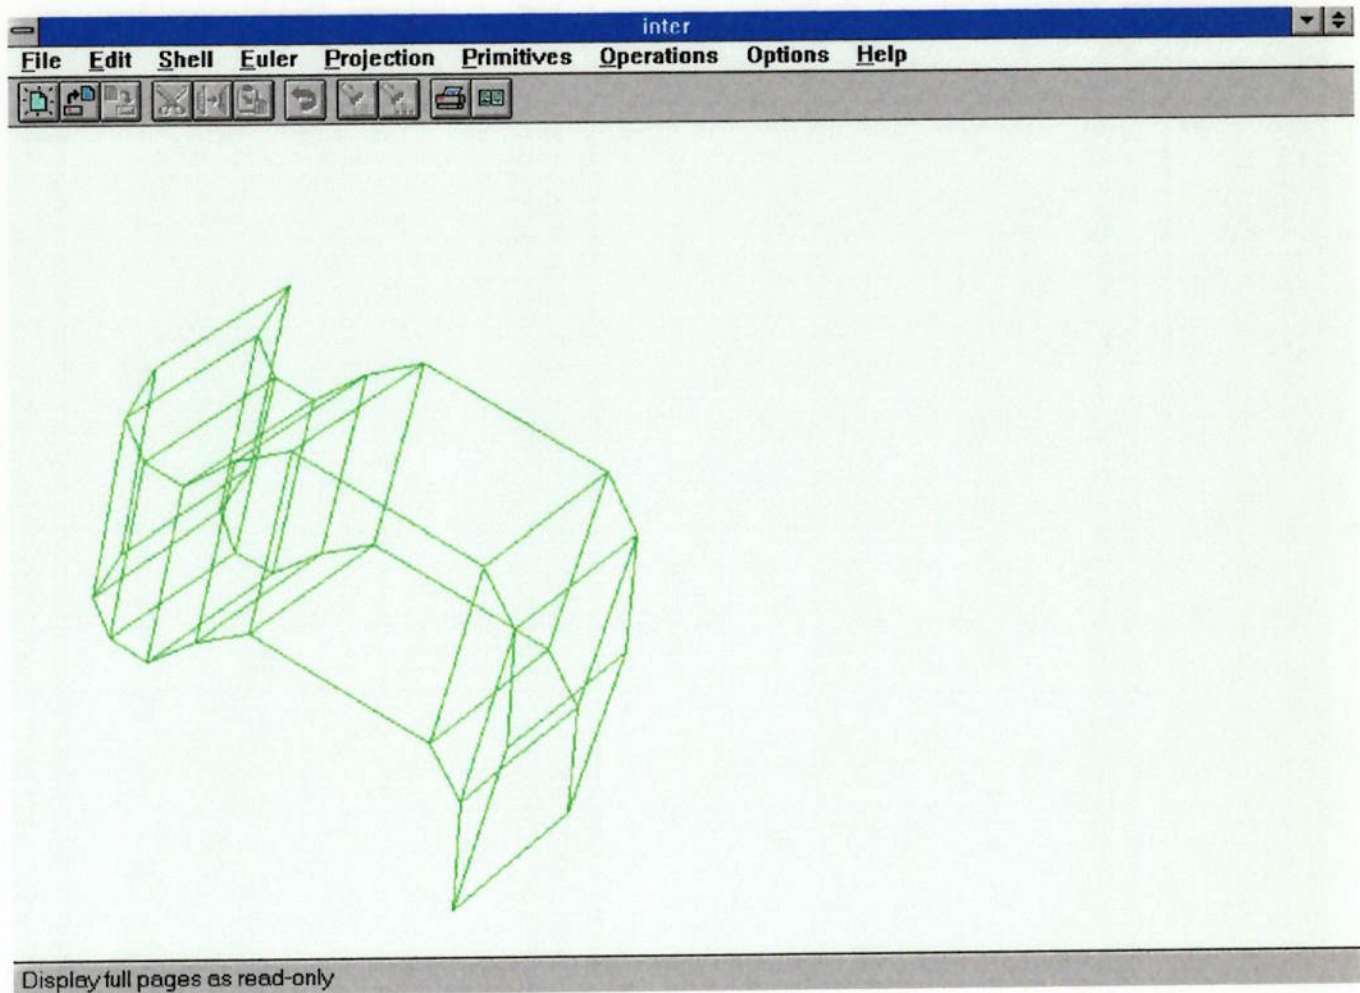 inter
File Edit Shell Euler Projection Primitives Operations Options Help
Display full pages as read-only